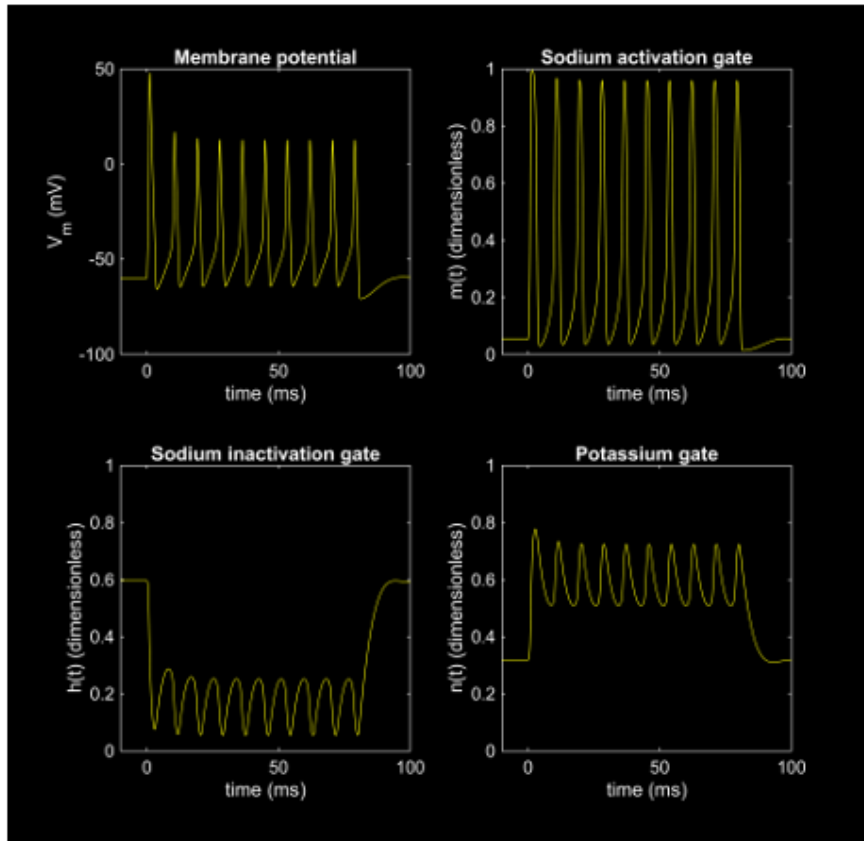 Membrane potential
50
0
-50
-100
V_m (mV)
0
50
100
time (ms)
Sodium activation gate
1
0.8
0.6
0.4
0.2
0
m(t) (dimensionless)
0
50
100
time (ms)
Sodium inactivation gate
1
0.8
0.6
0.4
0.2
0
h(t) (dimensionless)
0
50
100
time (ms)
Potassium gate
1
0.8
0.6
0.4
0.2
0
n(t) (dimensionless)
0
50
100
time (ms)